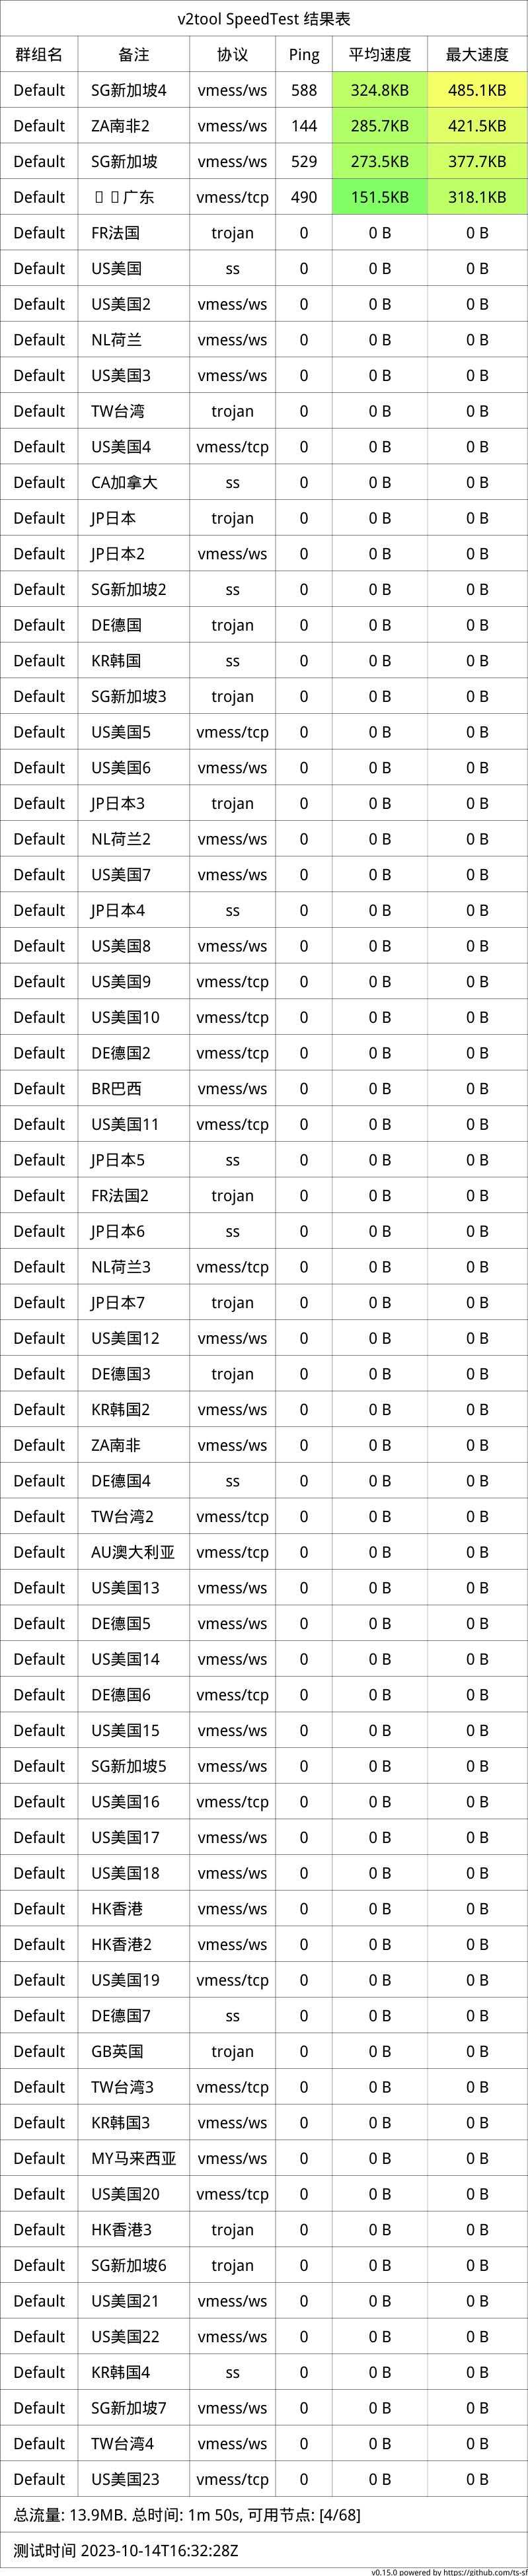 v2tool SpeedTest 结果表
群组名 备注 协议 Ping 平均速度 最大速度
Default SG新加坡4 vmess/ws 588 324.8KB 485.1KB
Default ZA南非2 vmess/ws 144 285.7KB 421.5KB
Default SG新加坡 vmess/ws 529 273.5KB 377.7KB
Default 广东 vmess/tcp 490 151.5KB 318.1KB
Default FR法国 trojan 0 0 B 0 B
Default US美国 ss 0 0 B 0 B
Default US美国2 vmess/ws 0 0 B 0 B
Default NL荷兰 vmess/ws 0 0 B 0 B
Default US美国3 vmess/ws 0 0 B 0 B
Default TW台湾 trojan 0 0 B 0 B
Default US美国4 vmess/tcp 0 0 B 0 B
Default CA加拿大 ss 0 0 B 0 B
Default JP日本 trojan 0 0 B 0 B
Default JP日本2 vmess/ws 0 0 B 0 B
Default SG新加坡2 ss 0 0 B 0 B
Default DE德国 trojan 0 0 B 0 B
Default KR韩国 ss 0 0 B 0 B
Default SG新加坡3 trojan 0 0 B 0 B
Default US美国5 vmess/tcp 0 0 B 0 B
Default US美国6 vmess/ws 0 0 B 0 B
Default JP日本3 trojan 0 0 B 0 B
Default NL荷兰2 vmess/ws 0 0 B 0 B
Default US美国7 vmess/ws 0 0 B 0 B
Default JP日本4 ss 0 0 B 0 B
Default US美国8 vmess/ws 0 0 B 0 B
Default US美国9 vmess/tcp 0 0 B 0 B
Default US美国10 vmess/tcp 0 0 B 0 B
Default DE德国2 vmess/tcp 0 0 B 0 B
Default BR巴西 vmess/ws 0 0 B 0 B
Default US美国11 vmess/tcp 0 0 B 0 B
Default JP日本5 ss 0 0 B 0 B
Default FR法国2 trojan 0 0 B 0 B
Default JP日本6 ss 0 0 B 0 B
Default NL荷兰3 vmess/tcp 0 0 B 0 B
Default JP日本7 trojan 0 0 B 0 B
Default US美国12 vmess/ws 0 0 B 0 B
Default DE德国3 trojan 0 0 B 0 B
Default KR韩国2 vmess/ws 0 0 B 0 B
Default ZA南非 vmess/ws 0 0 B 0 B
Default DE德国4 ss 0 0 B 0 B
Default TW台湾2 vmess/tcp 0 0 B 0 B
Default AU澳大利亚 vmess/tcp 0 0 B 0 B
Default US美国13 vmess/ws 0 0 B 0 B
Default DE德国5 vmess/ws 0 0 B 0 B
Default US美国14 vmess/ws 0 0 B 0 B
Default DE德国6 vmess/tcp 0 0 B 0 B
Default US美国15 vmess/ws 0 0 B 0 B
Default SG新加坡5 vmess/ws 0 0 B 0 B
Default US美国16 vmess/tcp 0 0 B 0 B
Default US美国17 vmess/ws 0 0 B 0 B
Default US美国18 vmess/ws 0 0 B 0 B
Default HK香港 vmess/ws 0 0 B 0 B
Default HK香港2 vmess/ws 0 0 B 0 B
Default US美国19 vmess/tcp 0 0 B 0 B
Default DE德国7 ss 0 0 B 0 B
Default GB英国 trojan 0 0 B 0 B
Default TW台湾3 vmess/tcp 0 0 B 0 B
Default KR韩国3 vmess/ws 0 0 B 0 B
Default MY马来西亚 vmess/ws 0 0 B 0 B
Default US美国20 vmess/tcp 0 0 B 0 B
Default HK香港3 trojan 0 0 B 0 B
Default SG新加坡6 trojan 0 0 B 0 B
Default US美国21 vmess/ws 0 0 B 0 B
Default US美国22 vmess/ws 0 0 B 0 B
Default KR韩国4 ss 0 0 B 0 B
Default SG新加坡7 vmess/ws 0 0 B 0 B
Default TW台湾4 vmess/ws 0 0 B 0 B
Default US美国23 vmess/tcp 0 0 B 0 B
总流量: 13.9MB. 总时间: 1m 50s, 可用节点: [4/68]
测试时间 2023-10-14T16:32:28Z
v0.15.0 powered by https://github.com/ts-sf